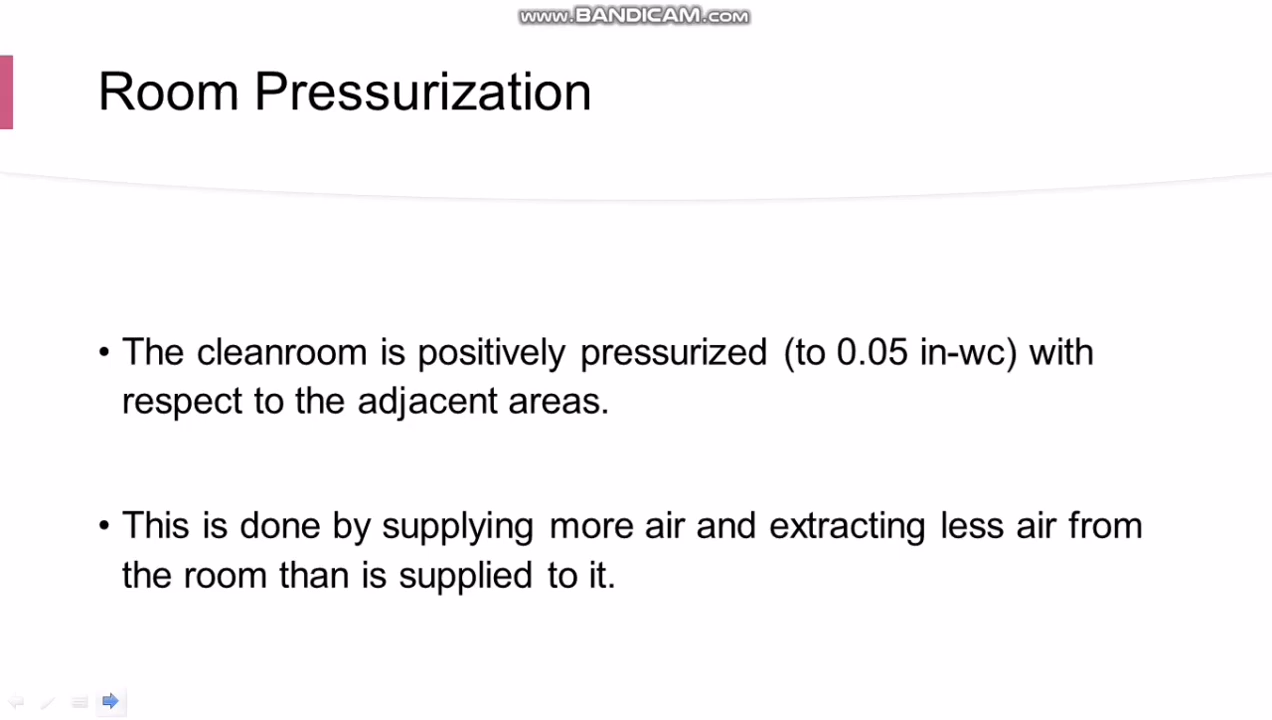 www.BANDICAM.com
Room Pressurization
• The cleanroom is positively pressurized (to 0.05 in-wc) with
respect to the adjacent areas.
• This is done by supplying more air and extracting less air from
the room than is supplied to it.